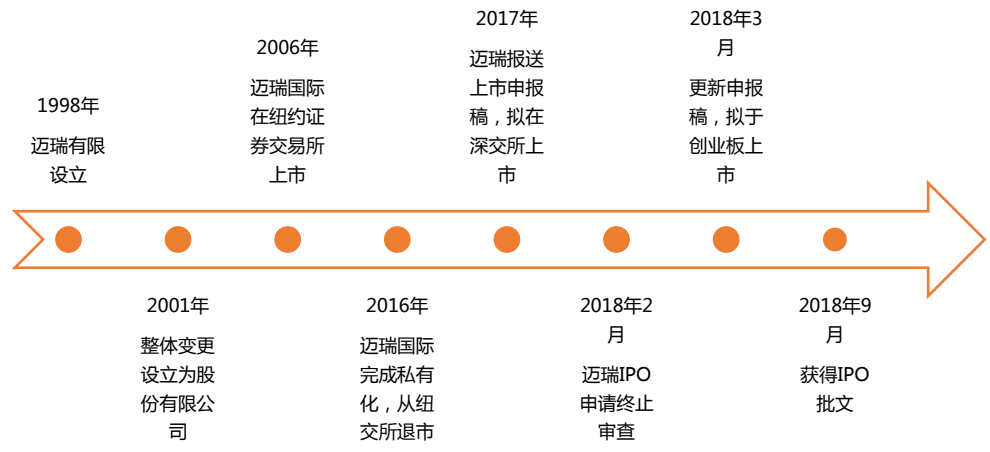 1998年
迈瑞有限
设立
2001年
整体变更
设立为股
份有限公
司
2006年
迈瑞国际
在纽约证
券交易所
上市
2016年
迈瑞国际
完成私有
化，从纽
交所退市
2017年
迈瑞报送
上市申报
稿，拟在
深交所上
市
2018年2
月
迈瑞IPO
申请终止
审查
2018年3
月
更新申报
稿，拟于
创业板上
市
2018年9
月
获得IPO
批文